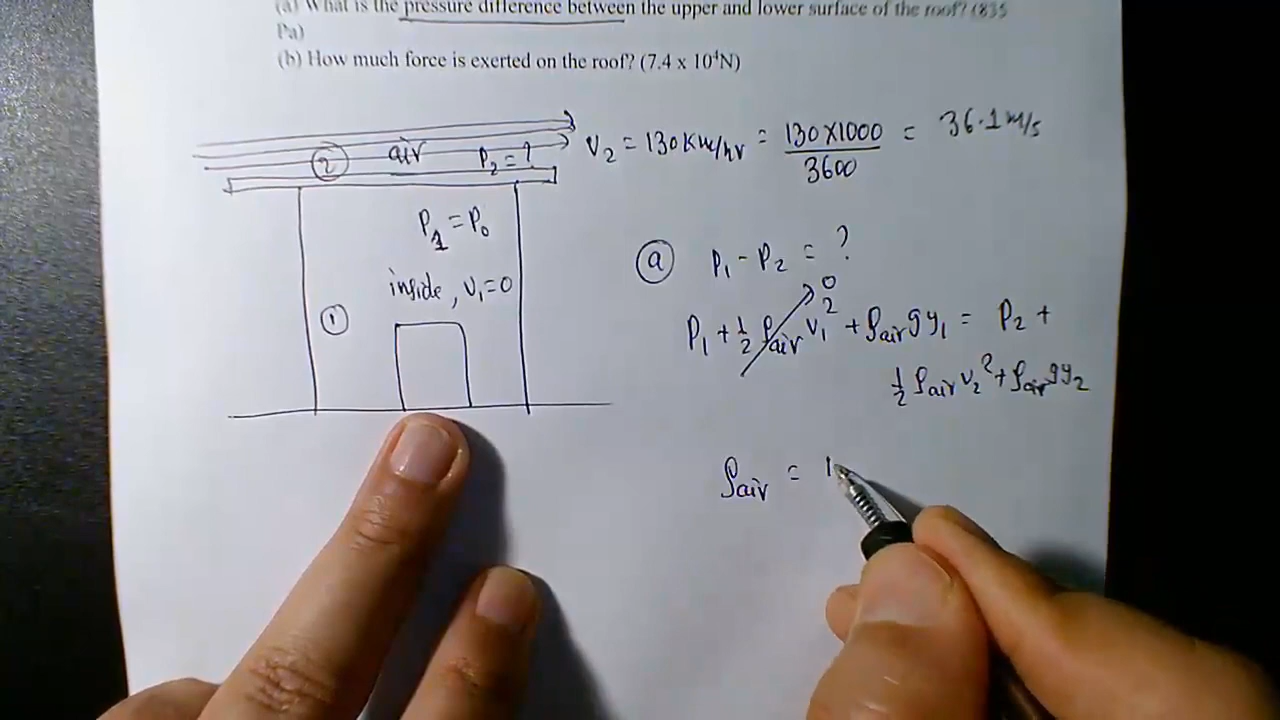 (a) What is the pressure difference between the upper and lower surface of the roof? (835
Pa)
(b) How much force is exerted on the roof? (7.4 x 10⁴N)
② air P₂ = ?
V₂ = 130 km/hr = 130X1000/3600 = 36.1 m/s
P₁ = P₀
inside, V₁=0
①
ⓐ P₁ - P₂ = ?
P₁ + ½ ρair V₁² 0 + ρair g y₁ = P₂ +
½ ρair V₂² + ρair g y₂
ρair = 1